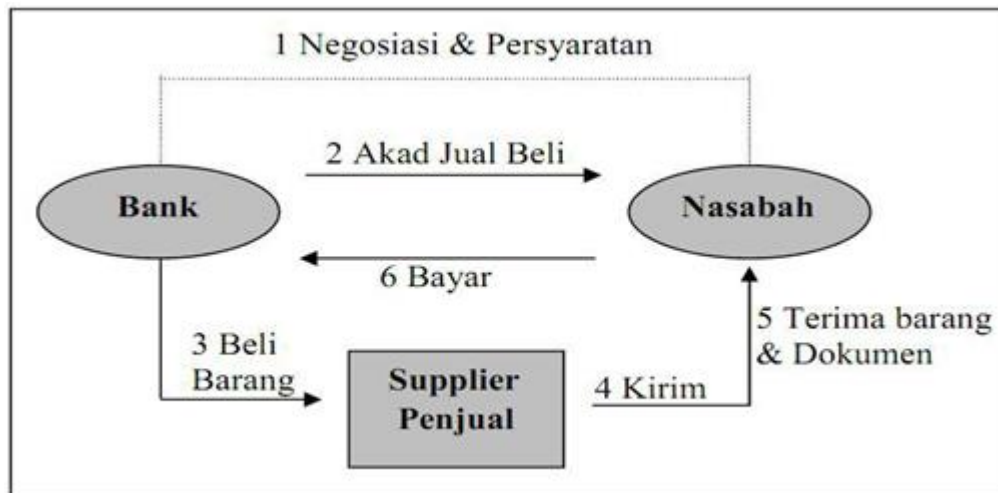 1 Negosiasi & Persyaratan
2 Akad Jual Beli
Bank
Nasabah
6 Bayar
3 Beli
Barang
Supplier
Penjual
4 Kirim
5 Terima barang
& Dokumen